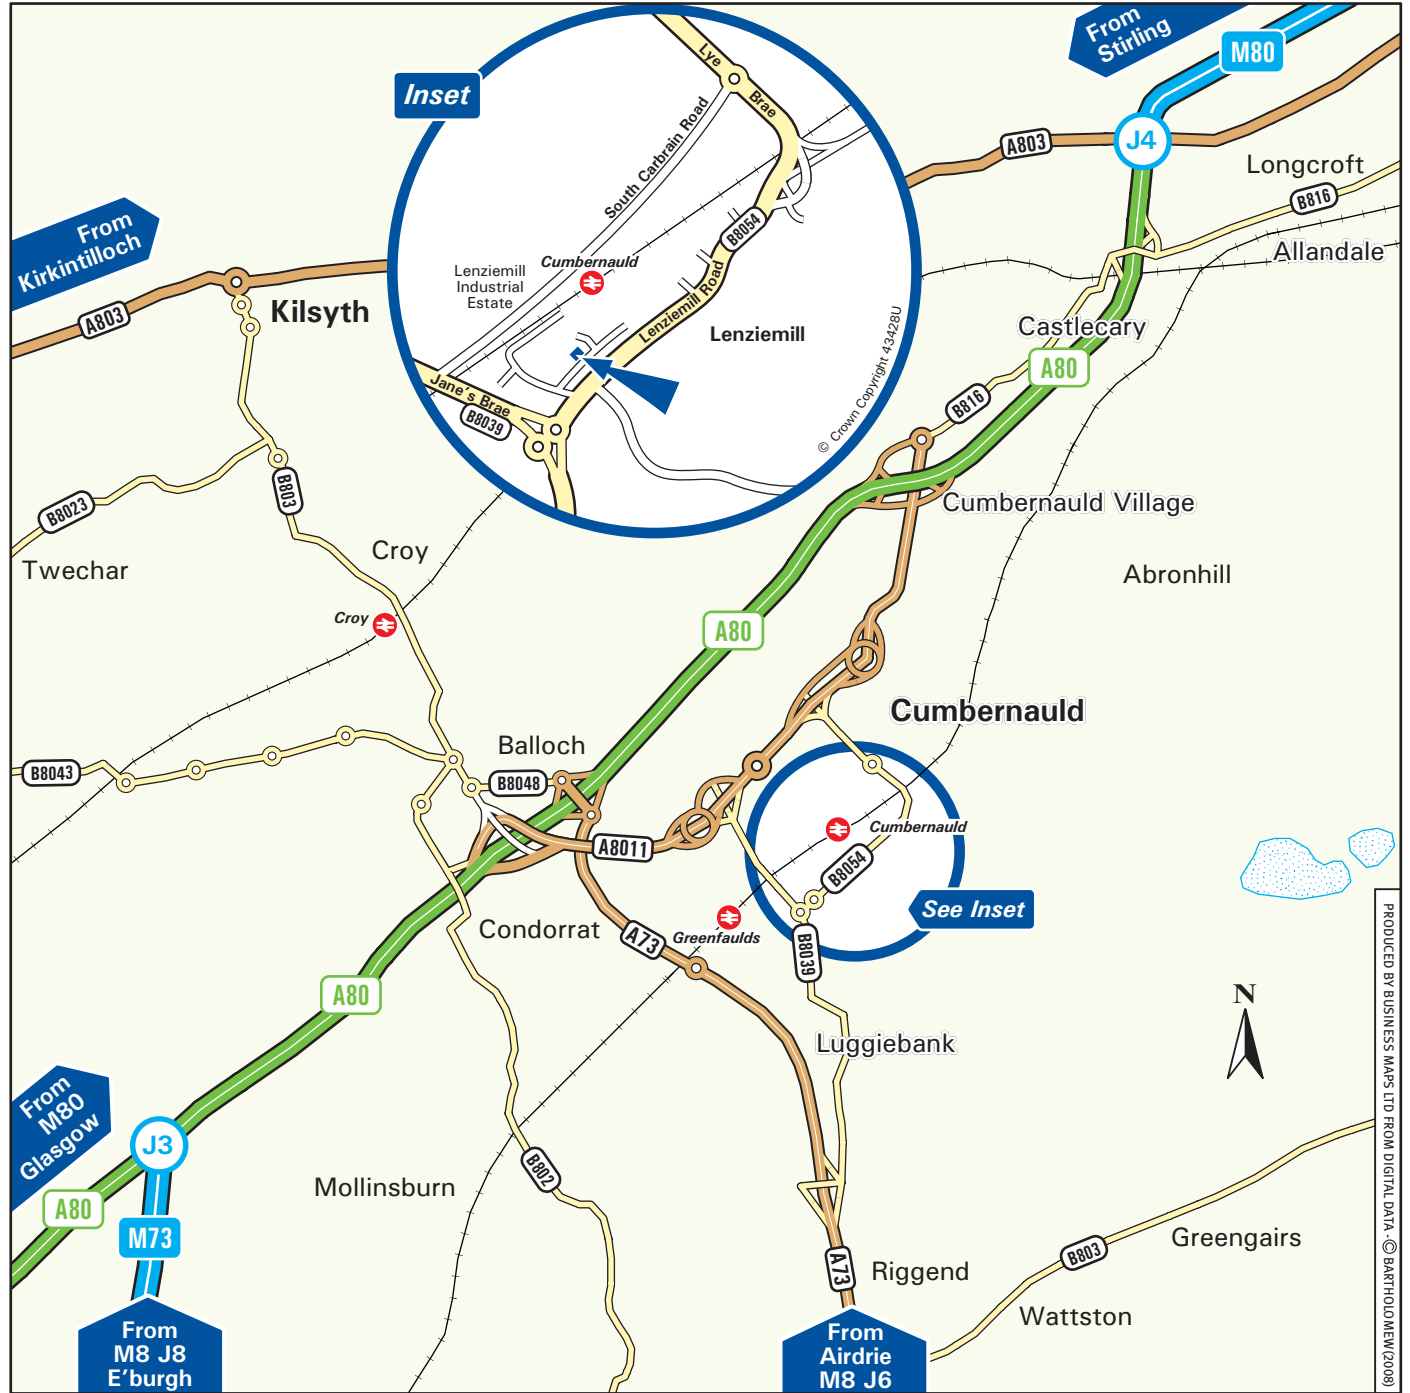 From
Stirling
M80
J4
A803
Longcroft
B816
Allandale
Inset
Lye
Brae
South Carbrain Road
B8054
Cumbernauld
Lenziemill
Industrial
Estate
Lenziemill Road
Lenziemill
Jane's Brae
B8039
© Crown Copyright 43428U
From
Kirkintilloch
A803
Kilsyth
Castlecary
A80
B816
B803
B8023
Twechar
Croy
Croy
Cumbernauld Village
Abronhill
A80
Cumbernauld
Balloch
B8043
B8048
A8011
Cumbernauld
B8054
See Inset
Condorrat
A73
Greenfaulds
B8039
A80
N
Luggiebank
From
M80
Glasgow
J3
A80
M73
Mollinsburn
B802
A73
Riggend
B803
Greengairs
Wattston
From
M8 J8
E'burgh
From
Airdrie
M8 J6
PRODUCED BY BUSINESS MAPS LTD FROM DIGITAL DATA - © BARTHOLOMEW(2008)